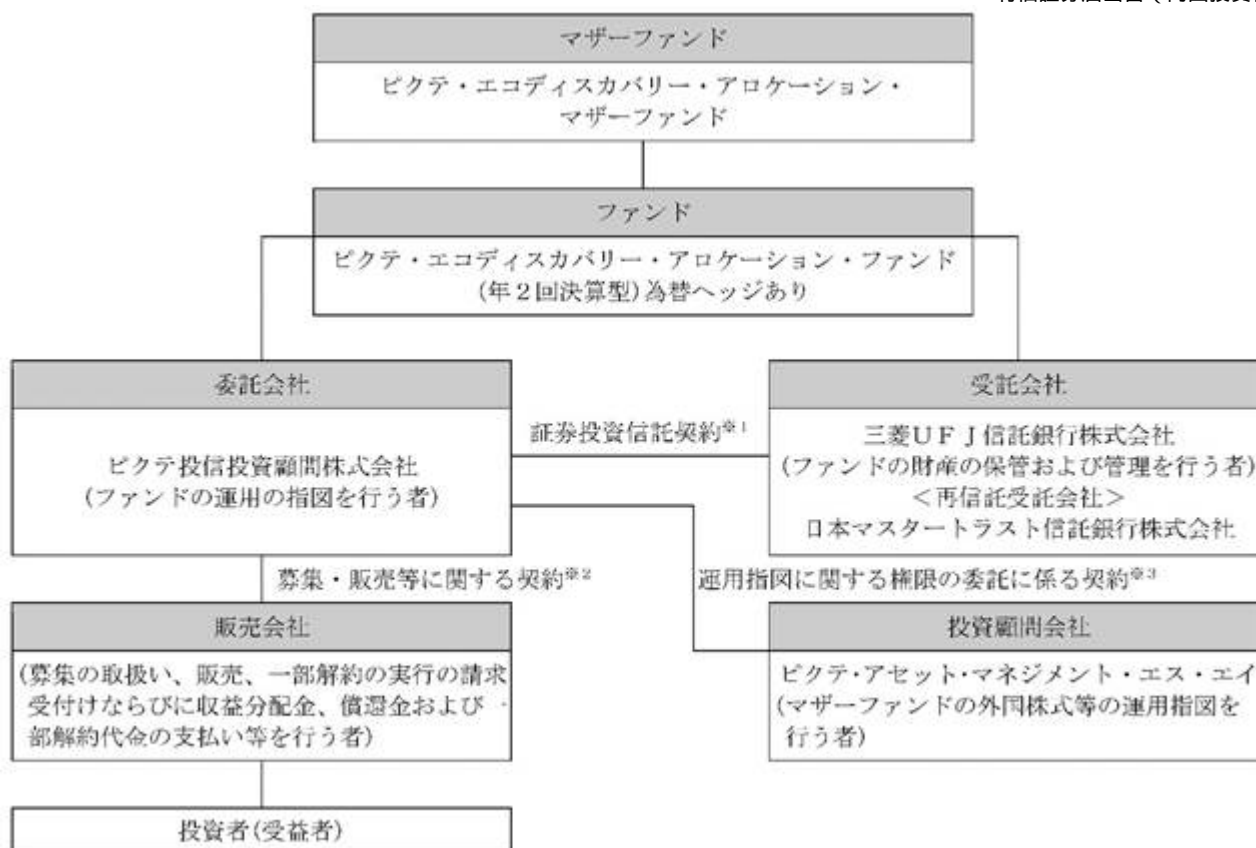 マザーファンド
ピクテ・エコディスカバリー・アロケーション・
マザーファンド
ファンド
ピクテ・エコディスカバリー・アロケーション・ファンド
(年２回決算型)為替ヘッジあり
委託会社
ピクテ投信投資顧問株式会社
(ファンドの運用の指図を行う者)
証券投資信託契約※1
受託会社
三菱ＵＦＪ信託銀行株式会社
(ファンドの財産の保管および管理を行う者)
＜再信託受託会社＞
日本マスタートラスト信託銀行株式会社
募集・販売等に関する契約※2
運用指図に関する権限の委託に係る契約※3
販売会社
(募集の取扱い、販売、一部解約の実行の請求
受付けならびに収益分配金、償還金および一
部解約代金の支払い等を行う者)
投資顧問会社
ピクテ・アセット・マネジメント・エス・エイ
(マザーファンドの外国株式等の運用指図を
行う者)
投資者(受益者)